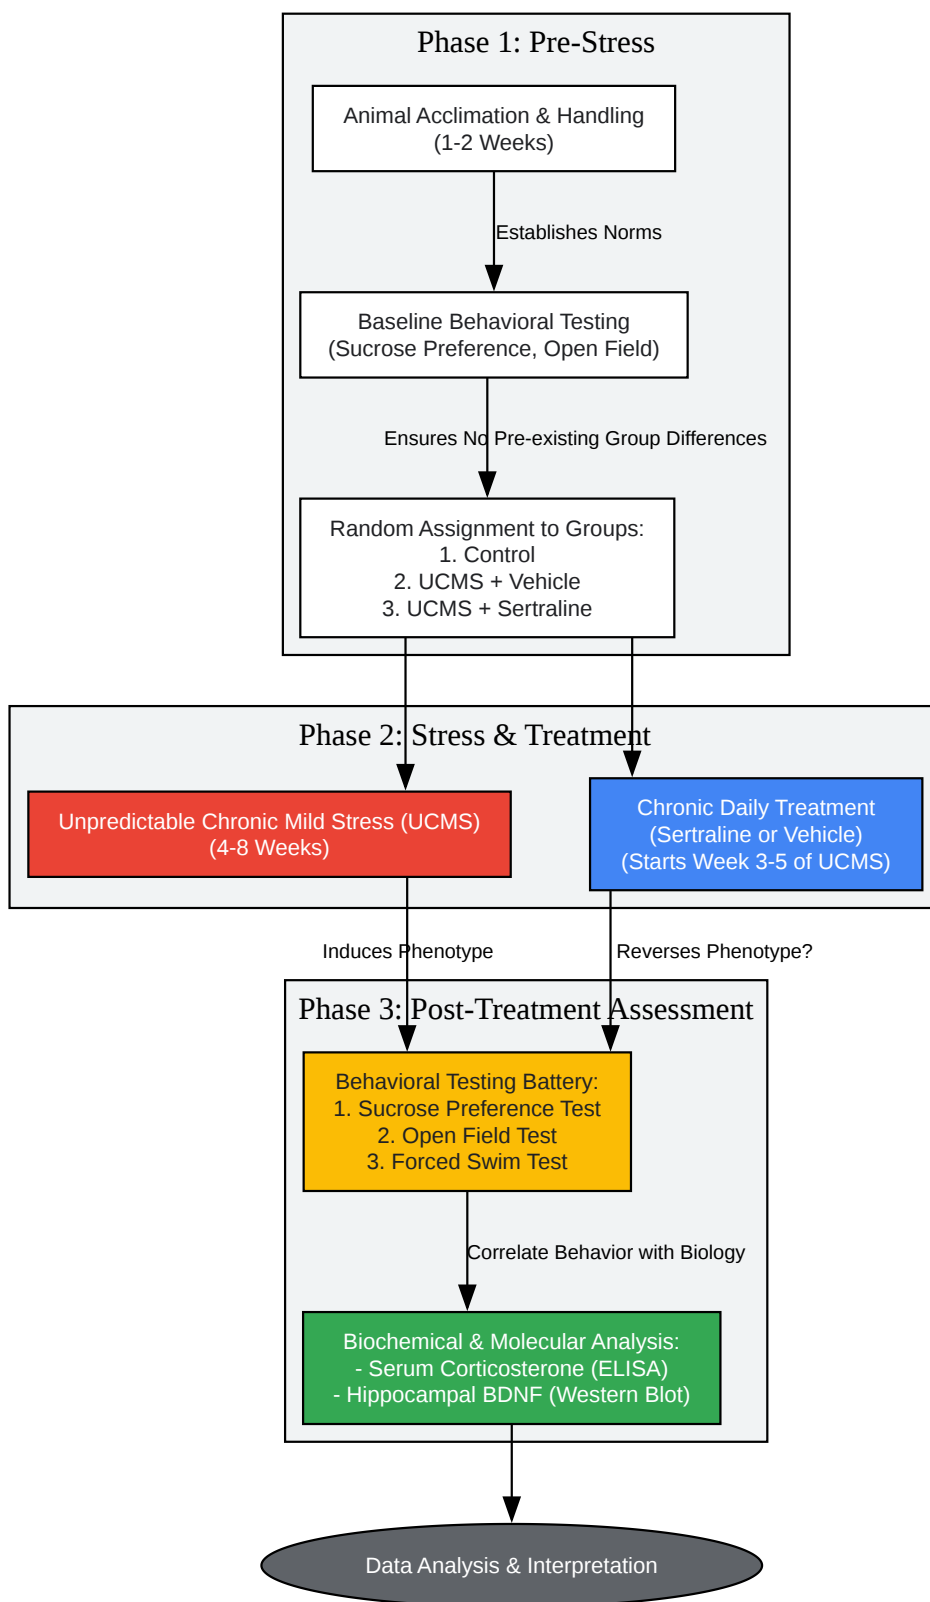 Phase 1: Pre-Stress
Animal Acclimation & Handling
(1-2 Weeks)
Establishes Norms
Baseline Behavioral Testing
(Sucrose Preference, Open Field)
Ensures No Pre-existing Group Differences
Random Assignment to Groups:
1. Control
2. UCMS + Vehicle
3. UCMS + Sertraline
Phase 2: Stress & Treatment
Unpredictable Chronic Mild Stress (UCMS)
(4-8 Weeks)
Chronic Daily Treatment
(Sertraline or Vehicle)
(Starts Week 3-5 of UCMS)
Induces Phenotype
Reverses Phenotype?
Phase 3: Post-Treatment Assessment
Behavioral Testing Battery:
1. Sucrose Preference Test
2. Open Field Test
3. Forced Swim Test
Correlate Behavior with Biology
Biochemical & Molecular Analysis:
- Serum Corticosterone (ELISA)
- Hippocampal BDNF (Western Blot)
Data Analysis & Interpretation